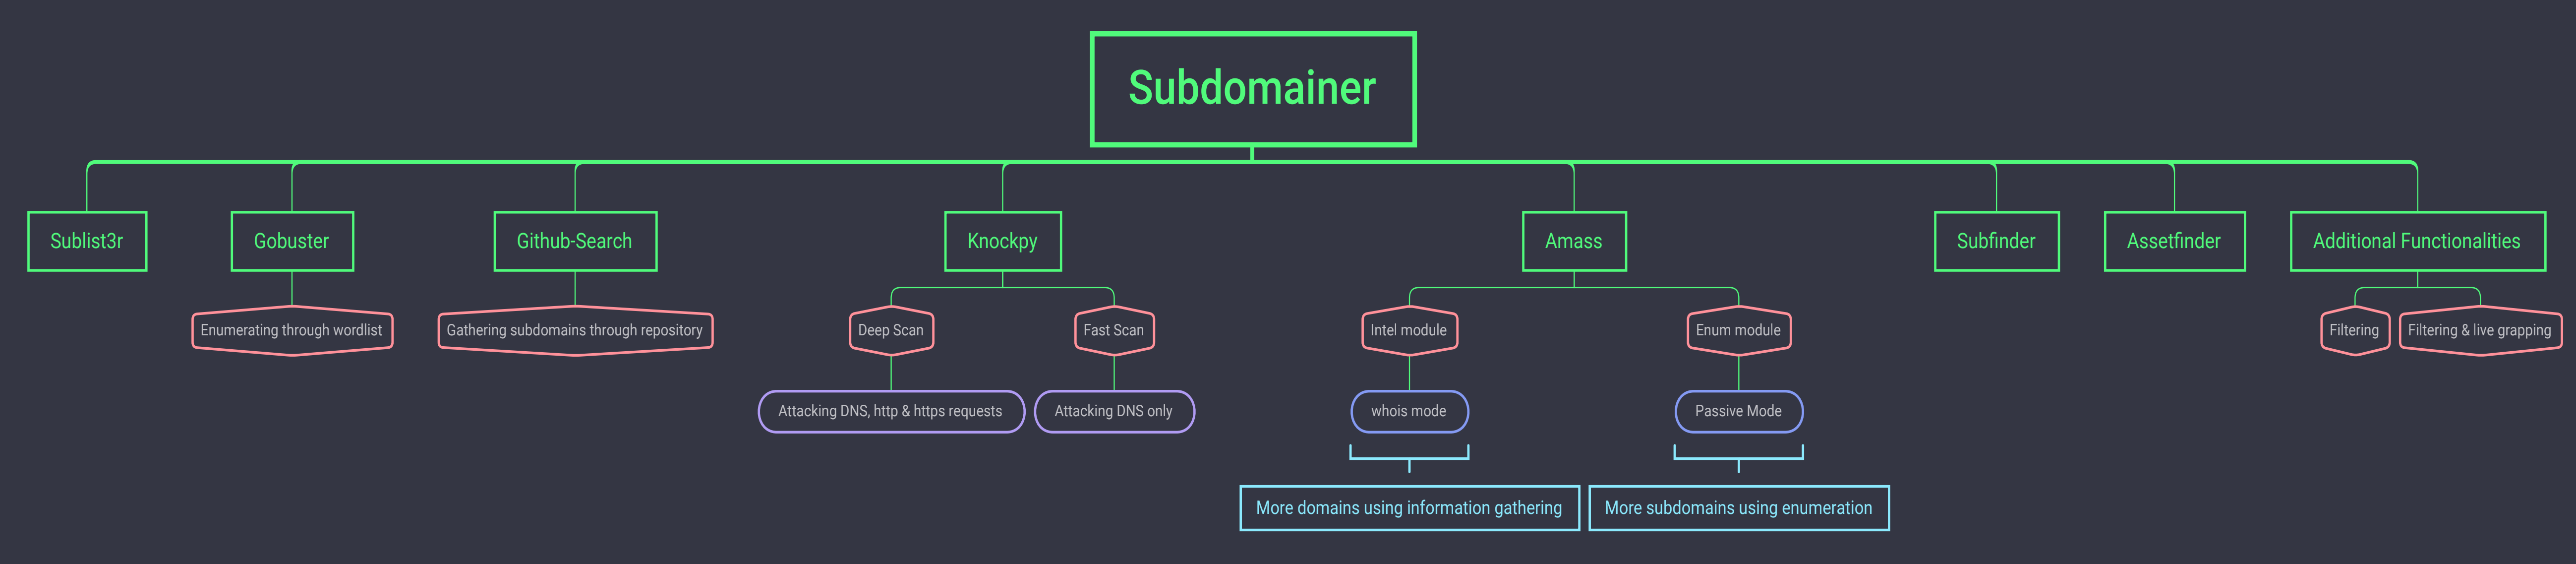 Subdomainer
Sublist3r
Gobuster
Github-Search
Knockpy
Amass
Subfinder
Assetfinder
Additional Functionalities
Enumerating through wordlist
Gathering subdomains through repository
Deep Scan
Fast Scan
Intel module
Enum module
Filtering
Filtering & live grapping
Attacking DNS, http & https requests
Attacking DNS only
whois mode
Passive Mode
More domains using information gathering
More subdomains using enumeration